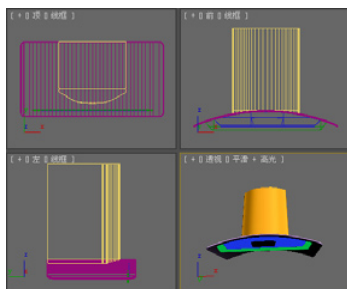 [ + 0 顶 0 线框 ]
[ + 0 前 0 线框 ]
[ + 0 左 0 线框 ]
[ + 0 透视 0 平滑 + 高光 ]